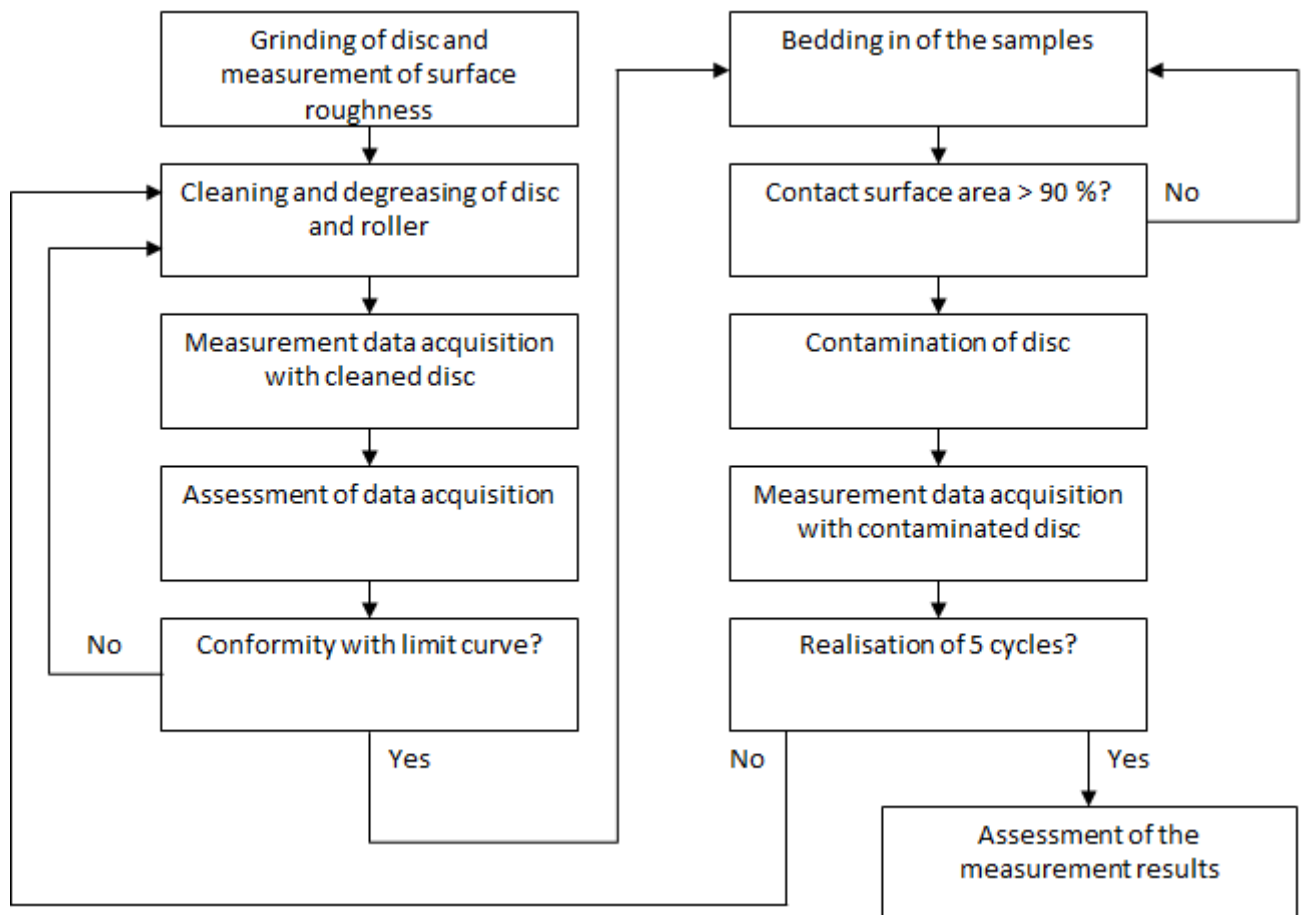 Grinding of disc and
measurement of surface
roughness
Cleaning and degreasing of disc
and roller
Measurement data acquisition
with cleaned disc
Assessment of data acquisition
No
Conformity with limit curve?
Yes
Bedding in of the samples
Contact surface area > 90 %?
No
Contamination of disc
Measurement data acquisition
with contaminated disc
Realisation of 5 cycles?
No
Yes
Assessment of the
measurement results